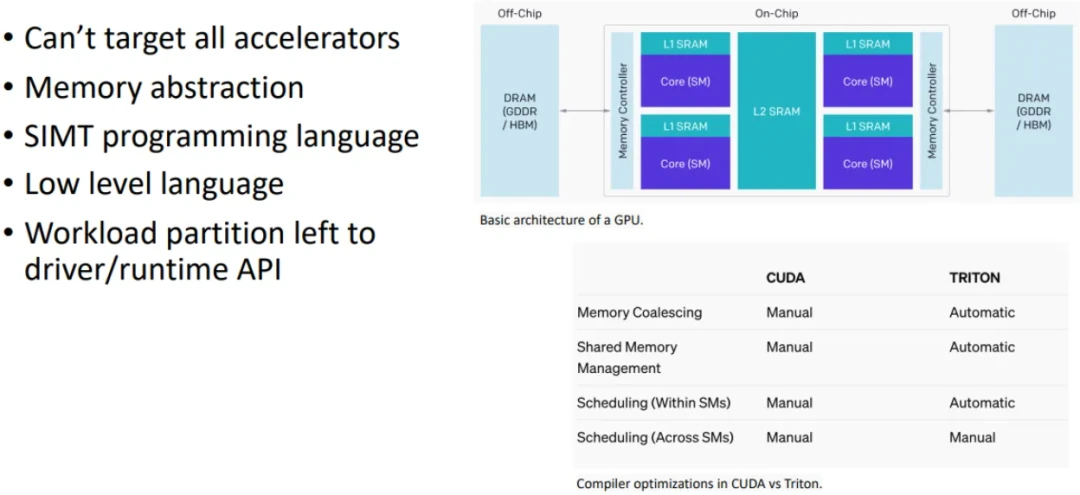 • Can't target all accelerators
• Memory abstraction
• SIMT programming language
• Low level language
• Workload partition left to
driver/runtime API
Off-Chip
On-Chip
Off-Chip
DRAM
(GDDR
/ HBM)
Memory Controller
L1 SRAM
Core (SM)
L1 SRAM
Core (SM)
L2 SRAM
L1 SRAM
Core (SM)
L1 SRAM
Core (SM)
Memory Controller
DRAM
(GDDR
/ HBM)
Basic architecture of a GPU.
CUDA TRITON
Memory Coalescing Manual Automatic
Shared Memory Manual Automatic
Management
Scheduling (Within SMs) Manual Automatic
Scheduling (Across SMs) Manual Manual
Compiler optimizations in CUDA vs Triton.